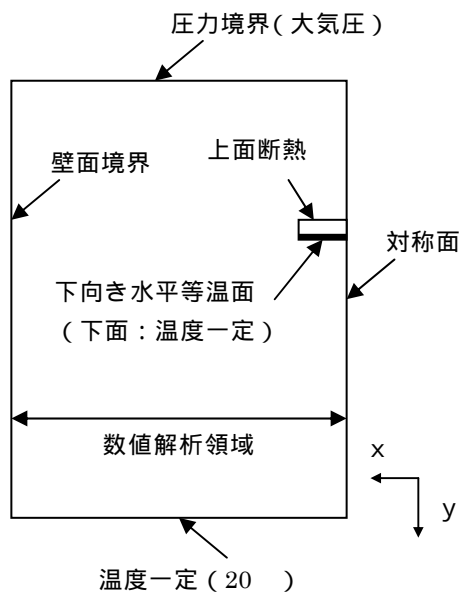 圧力境界(大気圧)
上面断熱
壁面境界
対称面
下向き水平等温面
(下面:温度一定)
数値解析領域
x
y
温度一定(20 )